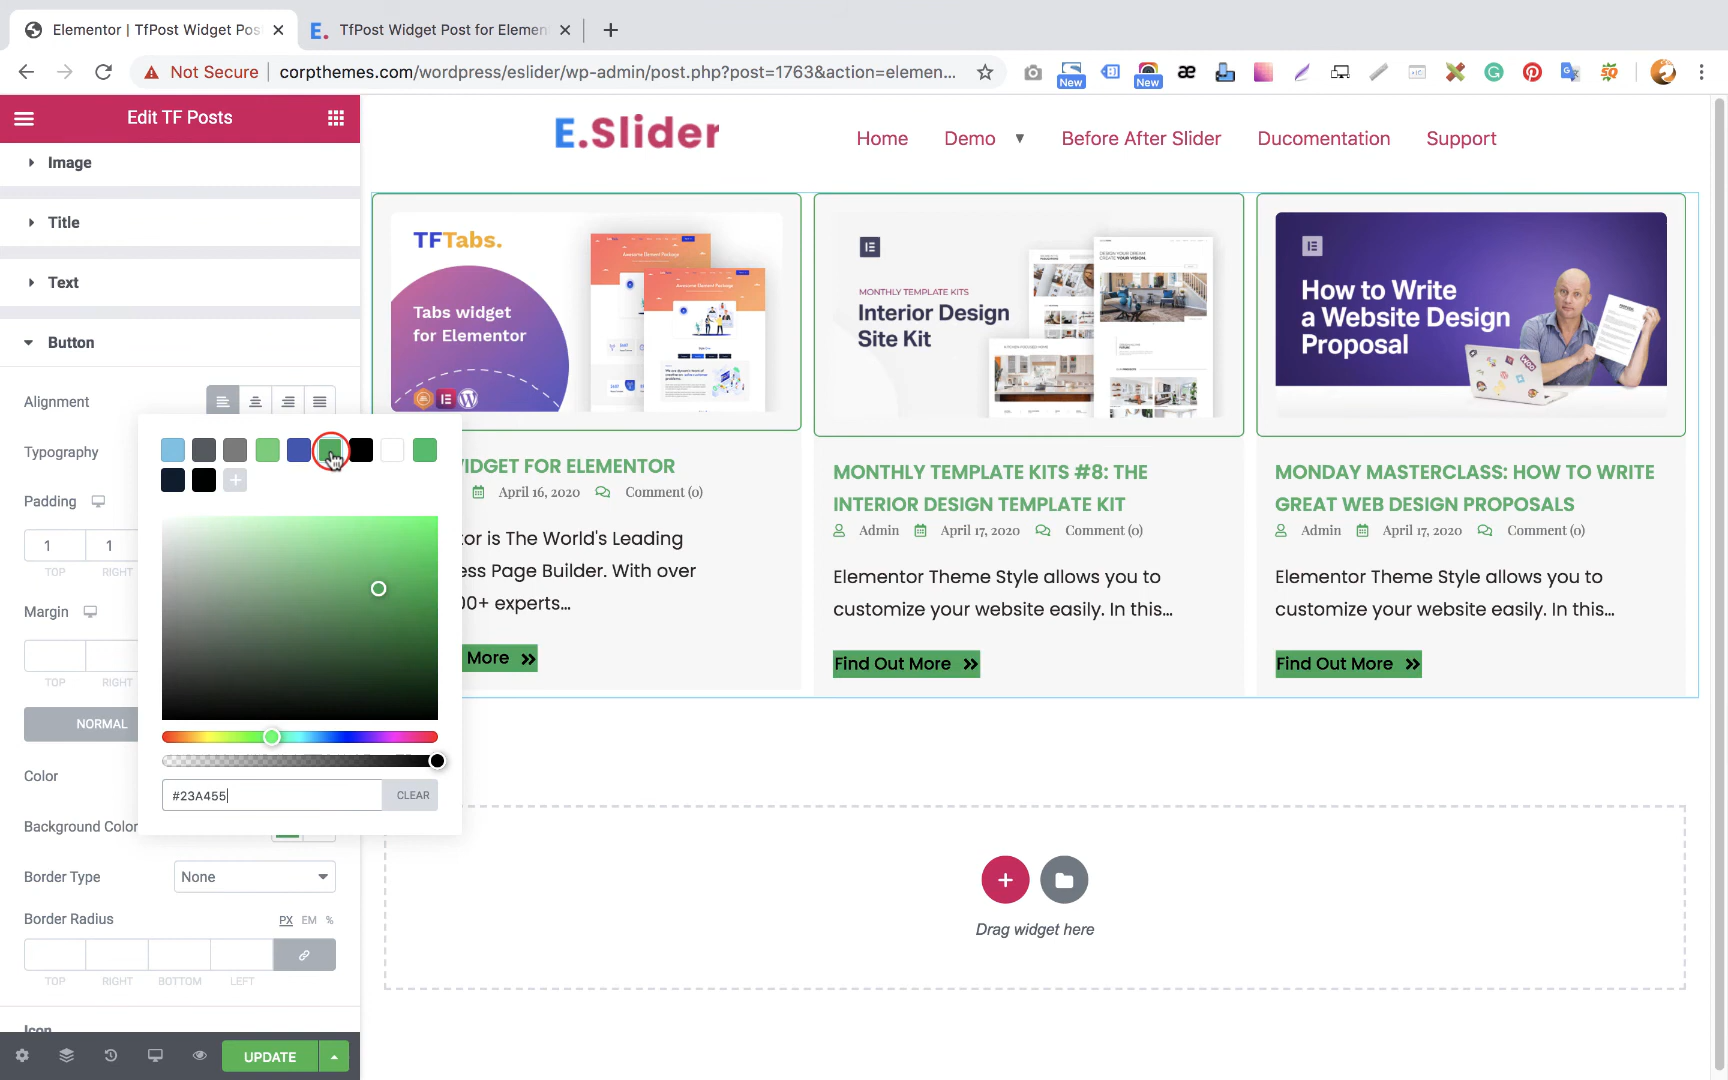 Elementor | TfPost Widget Pos
E. TfPost Widget Post for Elemen
Not Secure corpthemes.com/wordpress/eslider/wp-admin/post.php?post=1763&action=elemen...
New
New
Edit TF Posts
Image
Title
Text
Button
Alignment
Typography
Padding
1 1
TOP RIGHT
Margin
TOP RIGHT
NORMAL
Color
#23A455 CLEAR
Background Color
Border Type None
Border Radius PX EM %
TOP RIGHT BOTTOM LEFT
Icon
UPDATE
E.Slider
Home Demo Before After Slider Ducomentation Support
TFTabs.
Tabs widget
for Elementor
IDGET FOR ELEMENTOR
April 16, 2020 Comment (0)
tor is The World's Leading
ess Page Builder. With over
00+ experts...
More
MONTHLY TEMPLATE KITS
Interior Design
Site Kit
MONTHLY TEMPLATE KITS #8: THE
INTERIOR DESIGN TEMPLATE KIT
Admin April 17, 2020 Comment (0)
Elementor Theme Style allows you to
customize your website easily. In this...
Find Out More
How to Write
a Website Design
Proposal
MONDAY MASTERCLASS: HOW TO WRITE
GREAT WEB DESIGN PROPOSALS
Admin April 17, 2020 Comment (0)
Elementor Theme Style allows you to
customize your website easily. In this...
Find Out More
Drag widget here